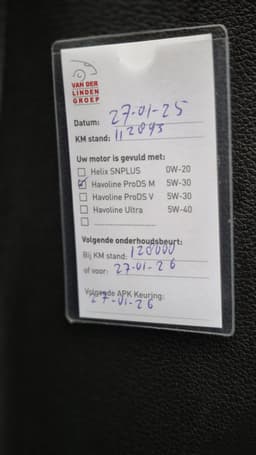 VAN DER
LINDEN
GROEP
Datum: 27-01-25
KM stand: 112893
Uw motor is gevuld met:
Helix SNPLUS 0W-20
Havoline ProDS M 5W-30
Havoline ProDS V 5W-30
Havoline Ultra 5W-40
Volgende onderhoudsbeurt:
Bij KM stand: 128000
of voor: 27-01-26
Volgende APK Keuring:
27-01-26